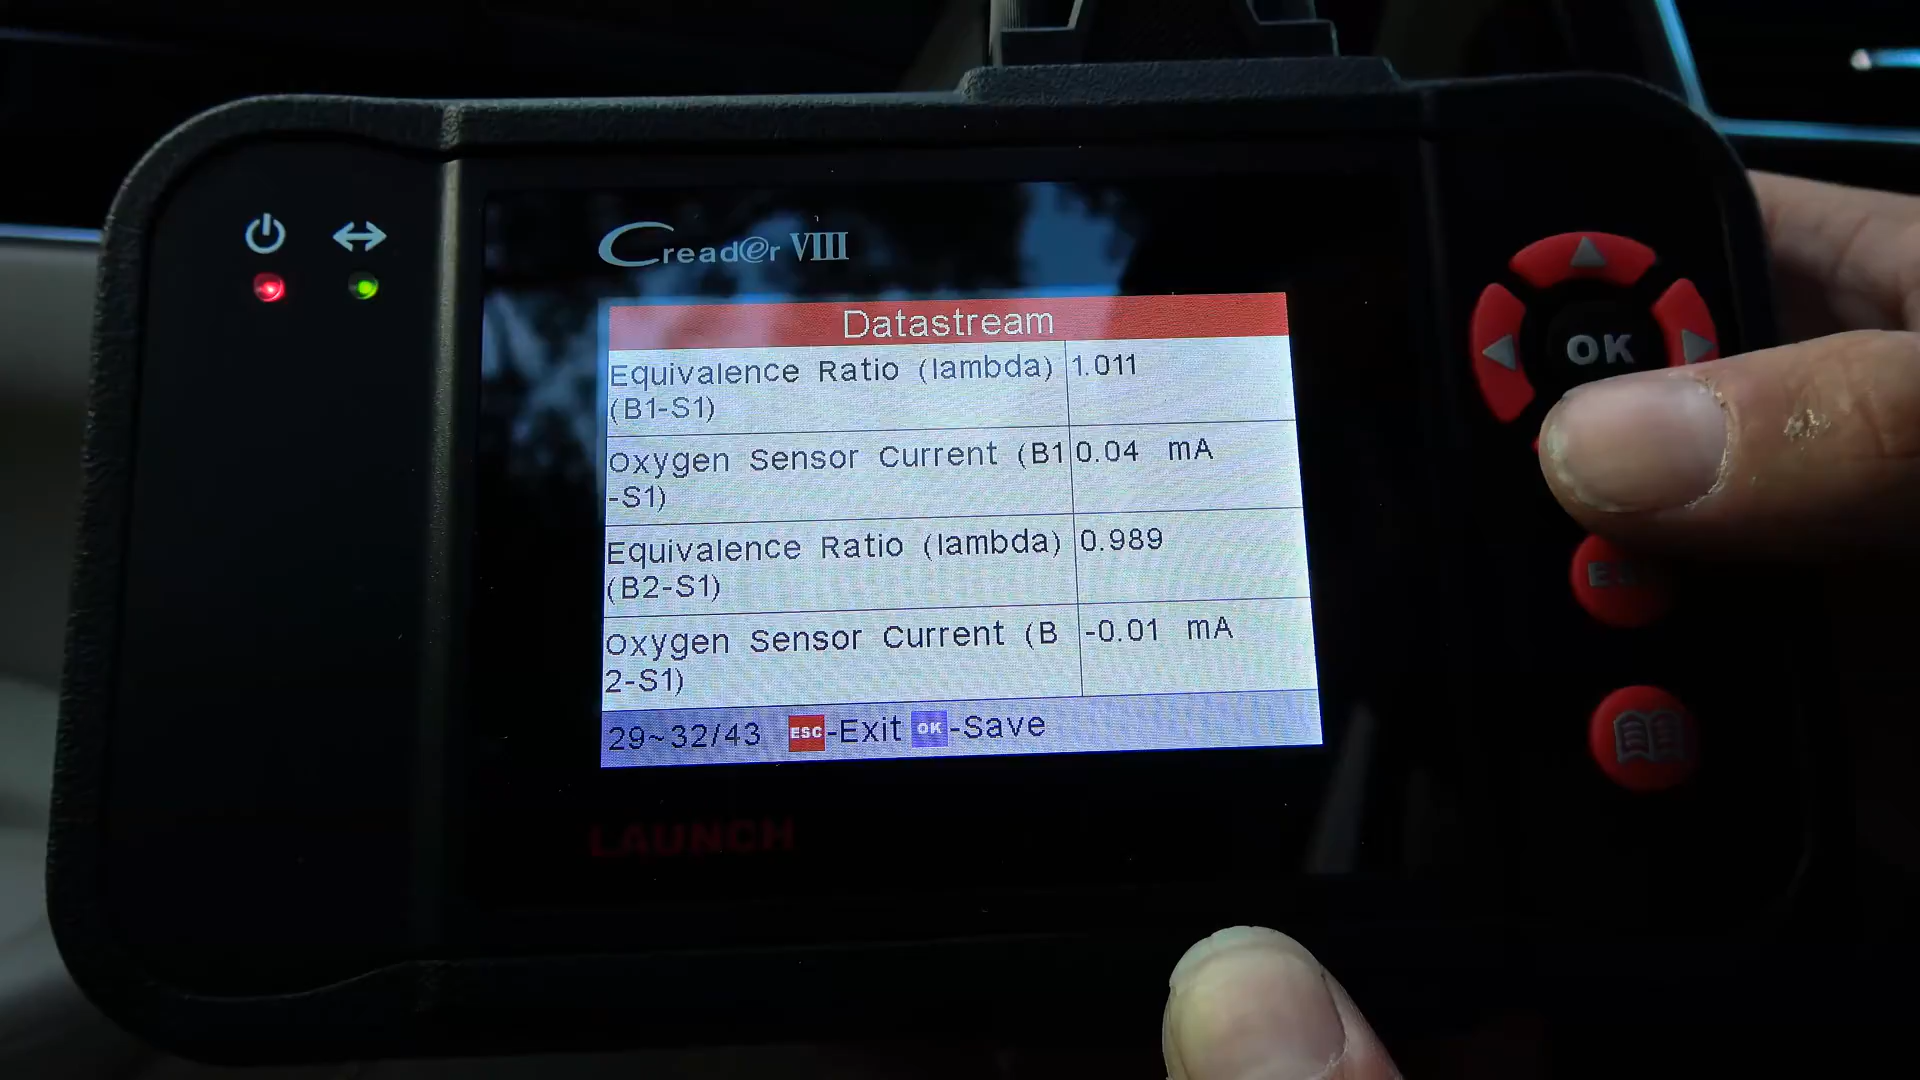 Cread@r VIII
Datastream
Equivalence Ratio (lambda) 1.011
(B1-S1)
Oxygen Sensor Current (B1 0.04 mA
-S1)
Equivalence Ratio (lambda) 0.989
(B2-S1)
Oxygen Sensor Current (B -0.01 mA
2-S1)
29~32/43 ESC-Exit OK-Save
LAUNCH
OK